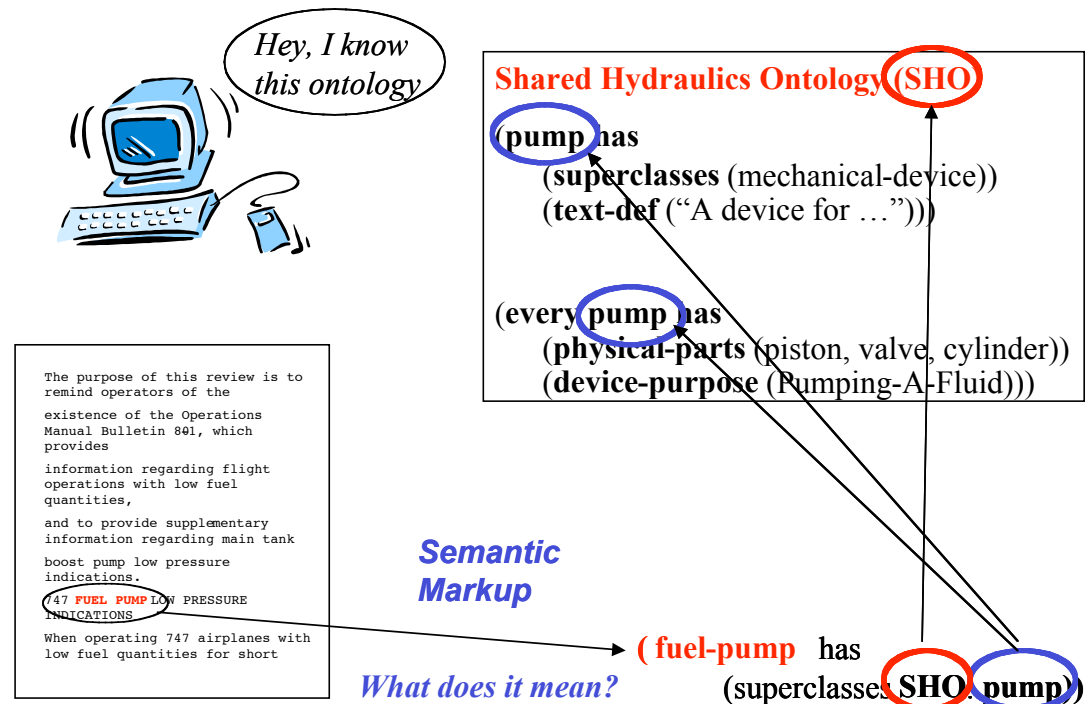 Hey, I know
this ontology
Shared Hydraulics Ontology (SHO
(pump has
(superclasses (mechanical-device))
(text-def (“A device for …”)))
(every pump has
(physical-parts (piston, valve, cylinder))
(device-purpose (Pumping-A-Fluid)))
The purpose of this review is to
remind operators of the
existence of the Operations
Manual Bulletin 801, which
provides
information regarding flight
operations with low fuel
quantities,
and to provide supplementary
information regarding main tank
boost pump low pressure
indications.
747 FUEL PUMP LOW PRESSURE
INDICATIONS
When operating 747 airplanes with
low fuel quantities for short
Semantic
Markup
What does it mean?
( fuel-pump has
(superclasses SHO: pump))